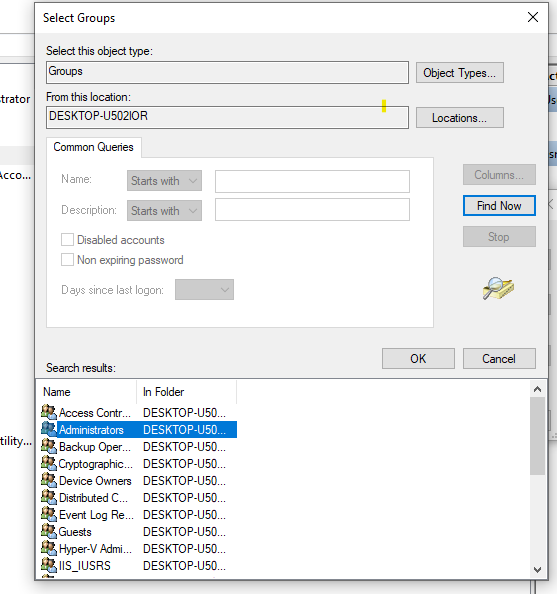 Select Groups
Select this object type:
Groups
Object Types...
From this location:
DESKTOP-U502IOR
Locations...
Common Queries
Name:
Starts with
Description:
Starts with
Disabled accounts
Non expiring password
Days since last logon:
Columns...
Find Now
Stop
OK
Cancel
Search results:
Name In Folder
Access Contr... DESKTOP-U50...
Administrators DESKTOP-U50...
Backup Oper... DESKTOP-U50...
Cryptographic... DESKTOP-U50...
Device Owners DESKTOP-U50...
Distributed C... DESKTOP-U50...
Event Log Re... DESKTOP-U50...
Guests DESKTOP-U50...
Hyper-V Admi... DESKTOP-U50...
IIS_IUSRS DESKTOP-U50...
strator
Acco...
tility...